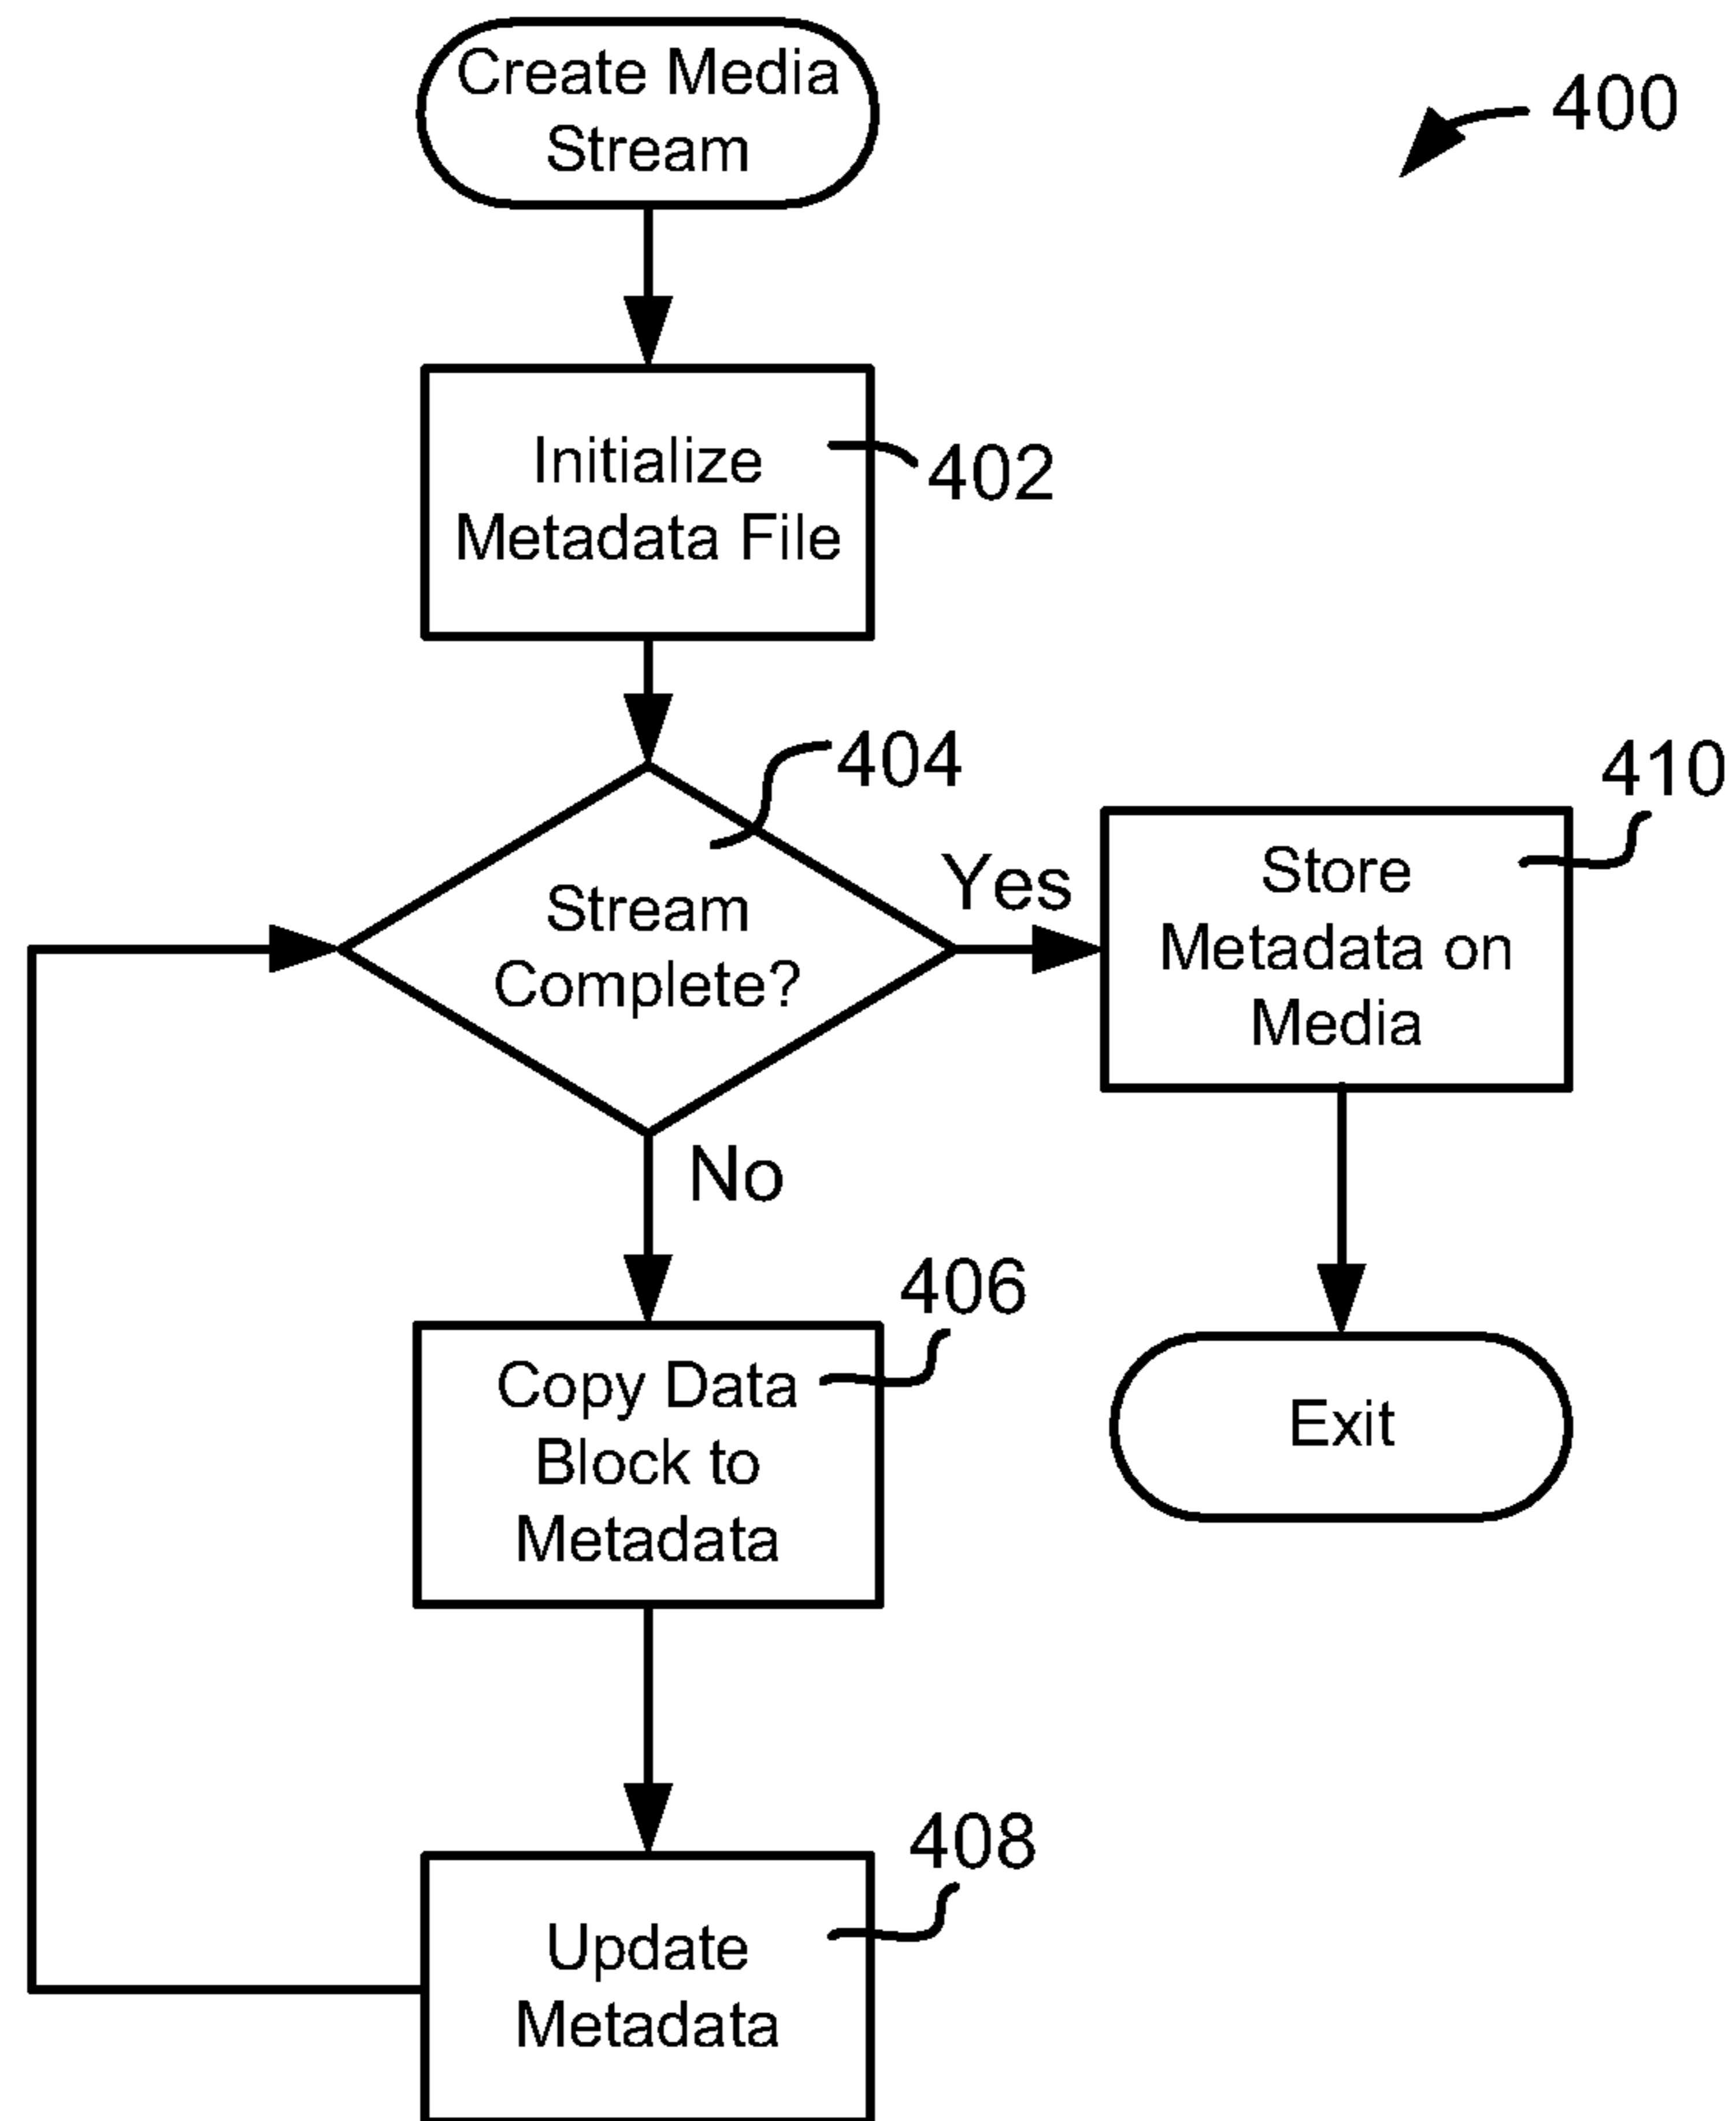 Create Media
Stream
400
Initialize
Metadata File
402
404
Stream
Complete?
Yes
No
410
Store
Metadata on
Media
406
Copy Data
Block to
Metadata
Exit
408
Update
Metadata